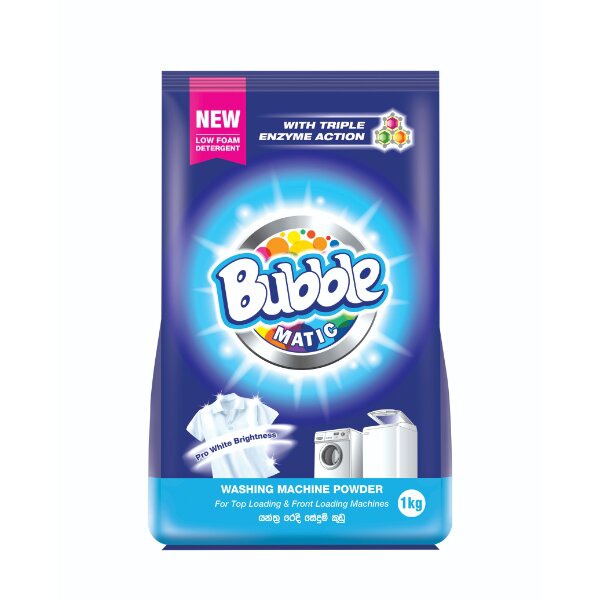 NEW
LOW FOAM
DETERGENT
WITH TRIPLE
ENZYME ACTION
Bubble
MATIC
Pro White Brightness
WASHING MACHINE POWDER
For Top Loading & Front Loading Machines
යන්ත්‍ර රෙදි සේදුම් කුඩු
1kg